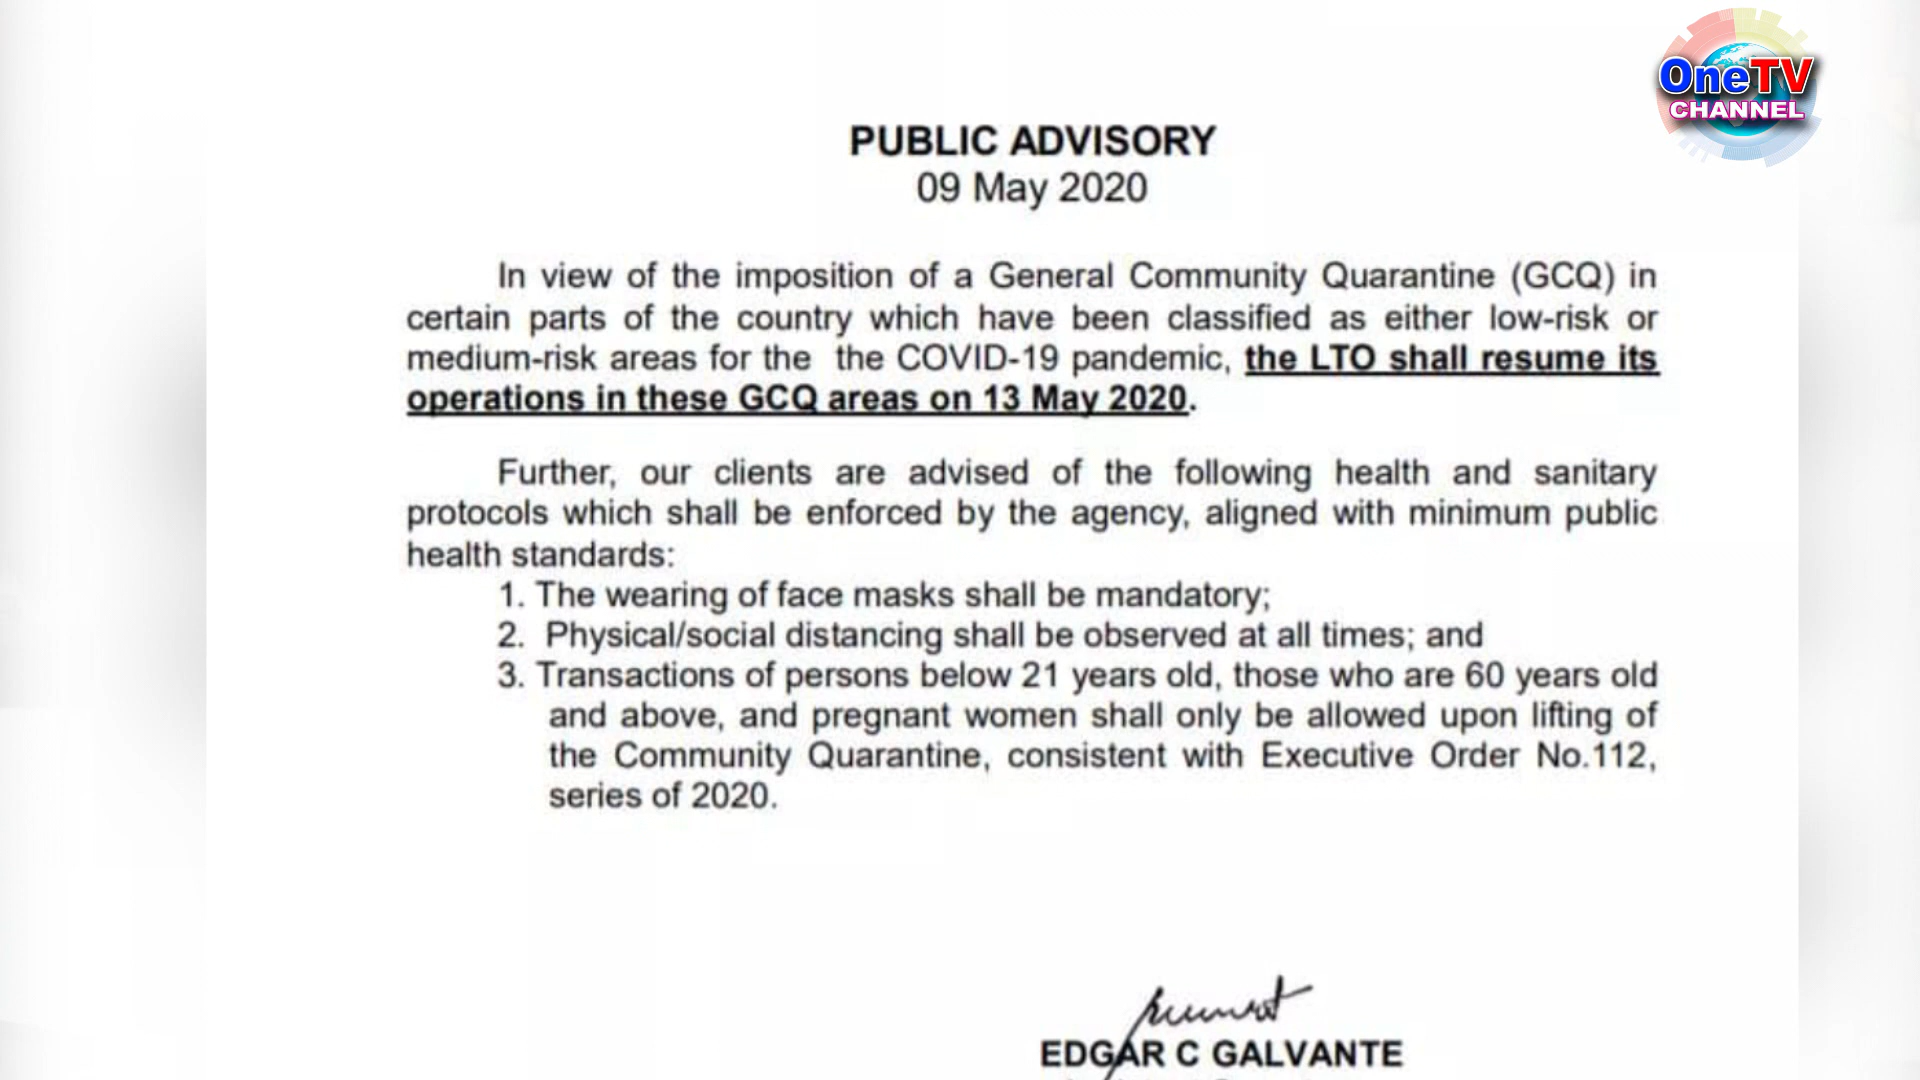 OneTV
CHANNEL
PUBLIC ADVISORY
09 May 2020
In view of the imposition of a General Community Quarantine (GCQ) in
certain parts of the country which have been classified as either low-risk or
medium-risk areas for the the COVID-19 pandemic, the LTO shall resume its
operations in these GCQ areas on 13 May 2020.
Further, our clients are advised of the following health and sanitary
protocols which shall be enforced by the agency, aligned with minimum public
health standards:
1. The wearing of face masks shall be mandatory;
2. Physical/social distancing shall be observed at all times; and
3. Transactions of persons below 21 years old, those who are 60 years old
and above, and pregnant women shall only be allowed upon lifting of
the Community Quarantine, consistent with Executive Order No.112,
series of 2020.
EDGAR C GALVANTE